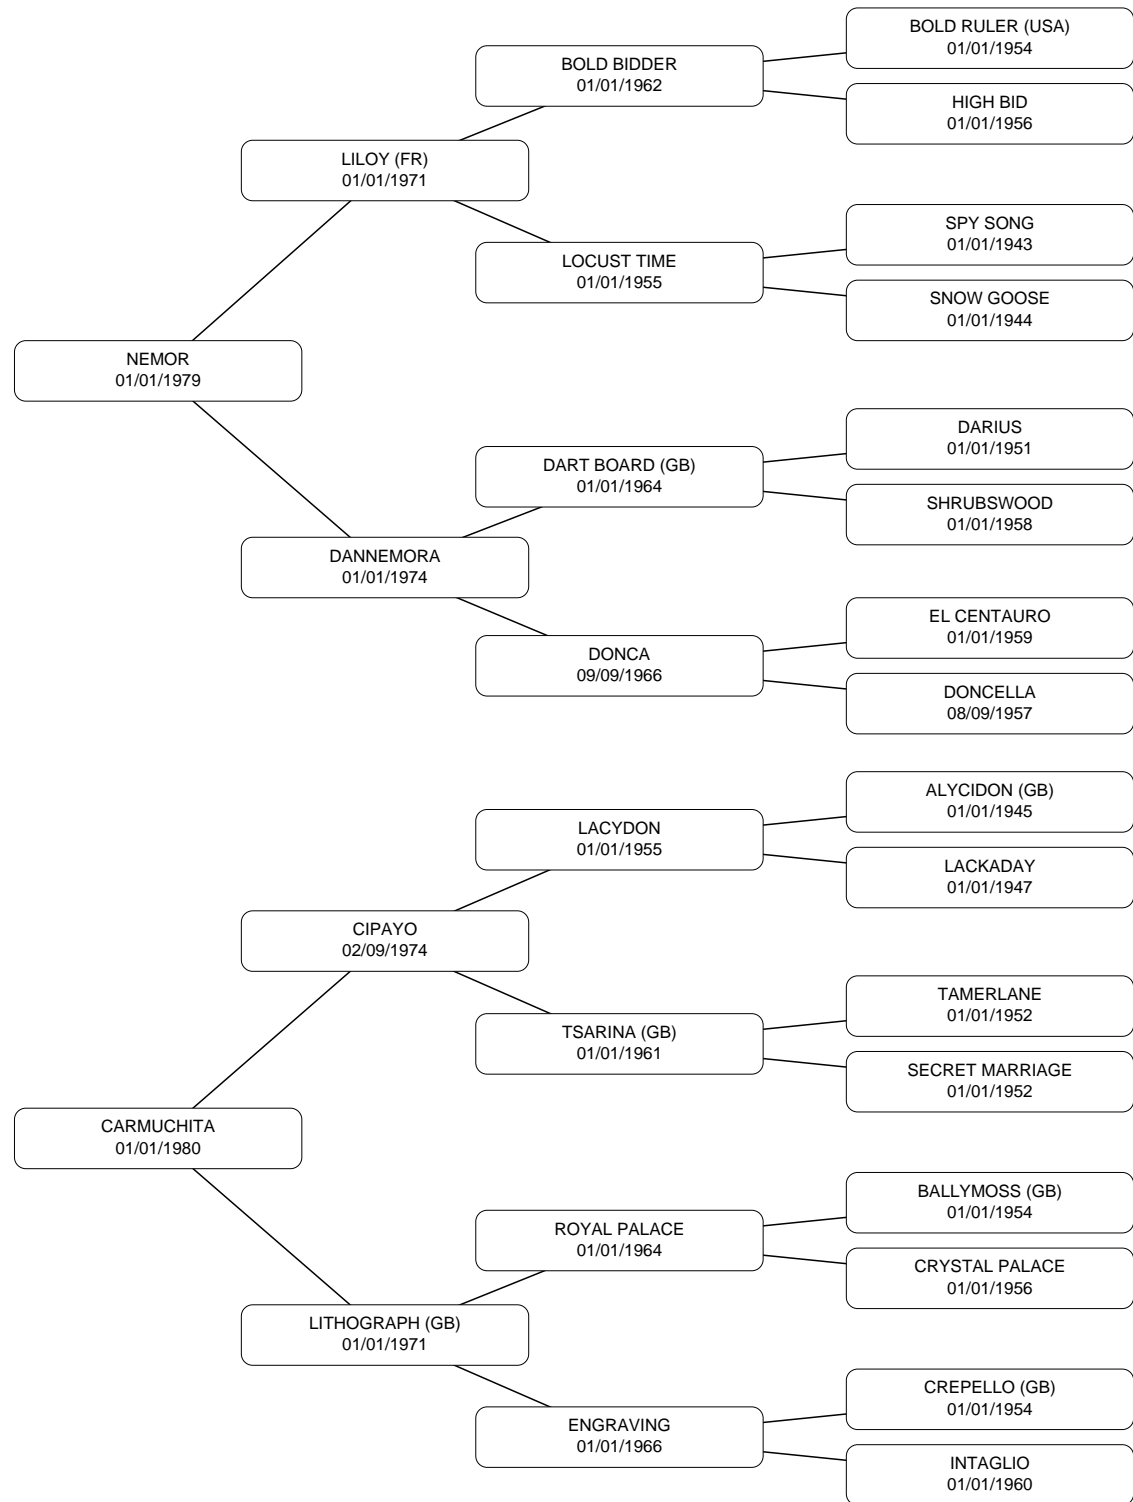 BOLD RULER (USA)
01/01/1954
BOLD BIDDER
01/01/1962
HIGH BID
01/01/1956
LILOY (FR)
01/01/1971
SPY SONG
01/01/1943
LOCUST TIME
01/01/1955
SNOW GOOSE
01/01/1944
NEMOR
01/01/1979
DARIUS
01/01/1951
DART BOARD (GB)
01/01/1964
SHRUBSWOOD
01/01/1958
DANNEMORA
01/01/1974
EL CENTAURO
01/01/1959
DONCA
09/09/1966
DONCELLA
08/09/1957
ALYCIDON (GB)
01/01/1945
LACYDON
01/01/1955
LACKADAY
01/01/1947
CIPAYO
02/09/1974
TAMERLANE
01/01/1952
TSARINA (GB)
01/01/1961
SECRET MARRIAGE
01/01/1952
CARMUCHITA
01/01/1980
BALLYMOSS (GB)
01/01/1954
ROYAL PALACE
01/01/1964
CRYSTAL PALACE
01/01/1956
LITHOGRAPH (GB)
01/01/1971
CREPELLO (GB)
01/01/1954
ENGRAVING
01/01/1966
INTAGLIO
01/01/1960